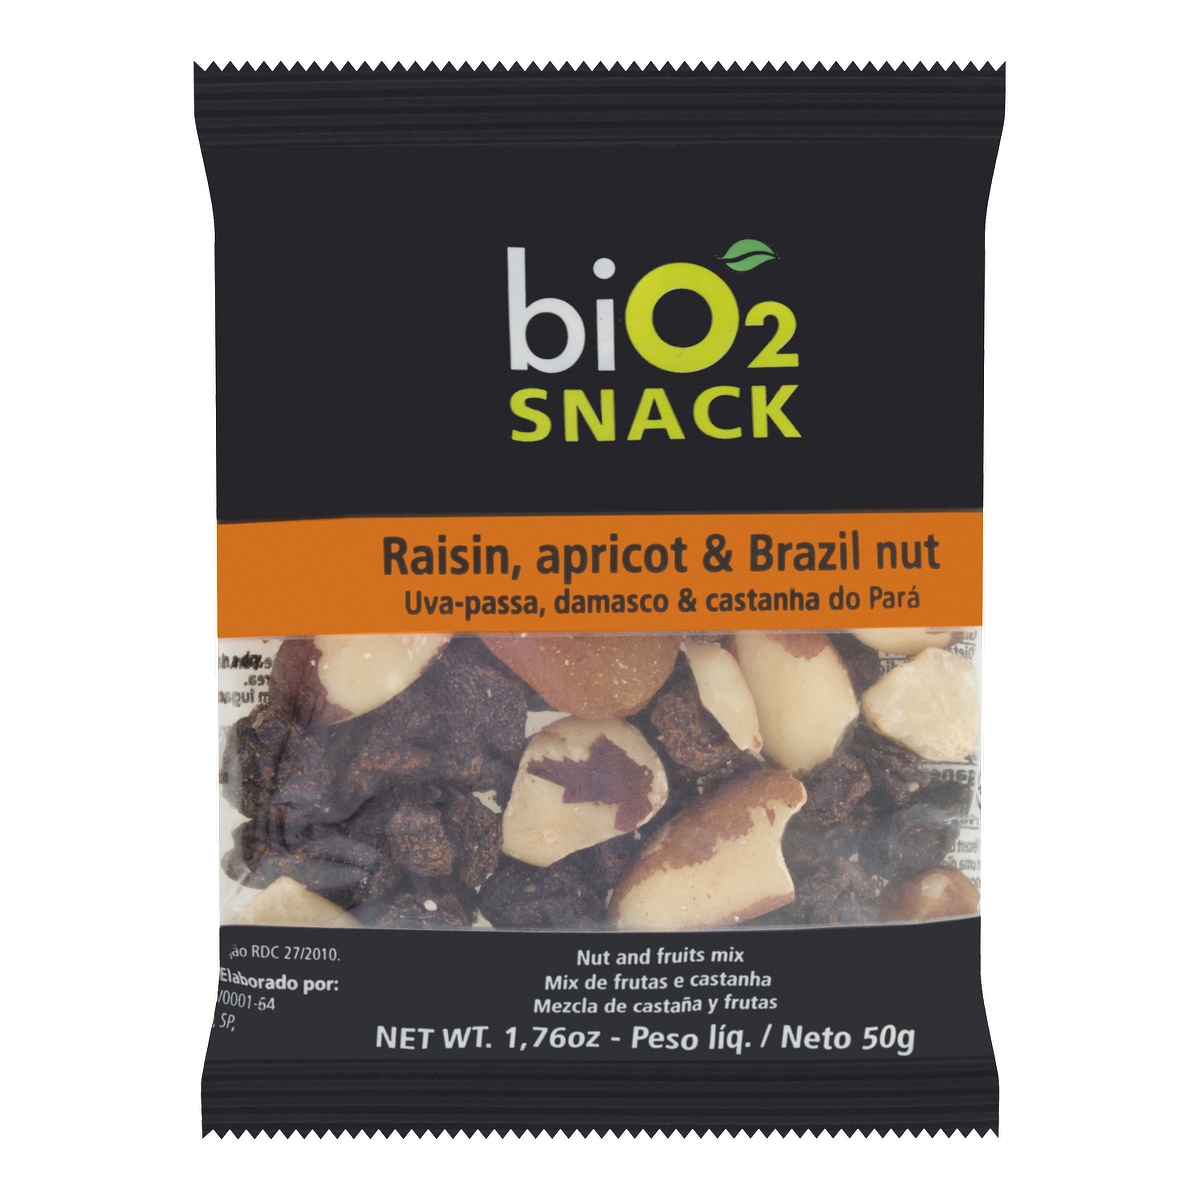 biO2
SNACK
Raisin, apricot & Brazil nut
Uva-passa, damasco & castanha do Pará
ão RDC 27/2010.
Elaborado por:
/0001-64
, SP,
Nut and fruits mix
Mix de frutas e castanha
Mezcla de castaña y frutas
NET WT. 1,76oz - Peso líq. / Neto 50g